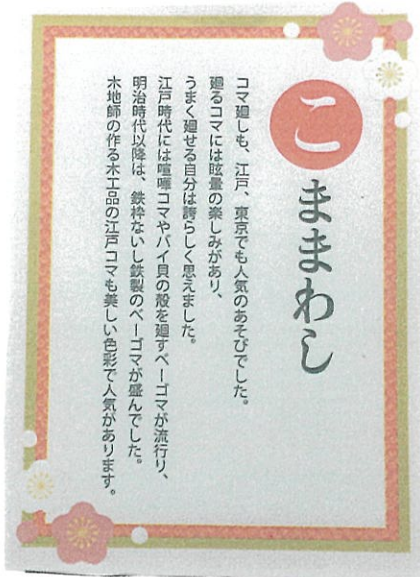 こままわし
コマ廻しも、江戸、東京でも人気のあそびでした。
廻るコマには眩暈の楽しみがあり、
うまく廻せる自分は誇らしく思えました。
江戸時代には喧嘩コマやバイ貝の殻を廻すベーゴマが流行り、
明治時代以降は、鉄枠ないし鉄製のベーゴマが盛んでした。
木地師の作る木工品の江戸コマも美しい色彩で人気があります。